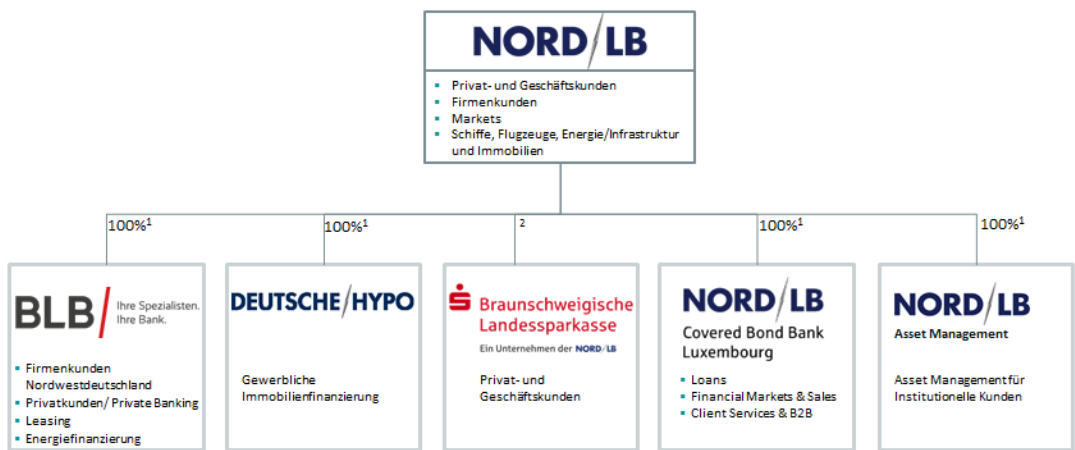 NORD/LB
Privat- und Geschäftskunden
Firmenkunden
Markets
Schiffe, Flugzeuge, Energie/Infrastruktur
und Immobilien
100%1
100%1
2
100%1
100%1
BLB/
Ihre Spezialisten.
Ihre Bank.
Firmenkunden
Nordwestdeutschland
Privatkunden/ Private Banking
Leasing
Energiefinanzierung
DEUTSCHE/HYPO
Gewerbliche
Immobilienfinanzierung
Braunschweigische
Landessparkasse
Ein Unternehmen der NORD/LB
Privat- und
Geschäftskunden
NORD/LB
Covered Bond Bank
Luxembourg
Loans
Financial Markets & Sales
Client Services & B2B
NORD/LB
Asset Management
Asset Management für
Institutionelle Kunden